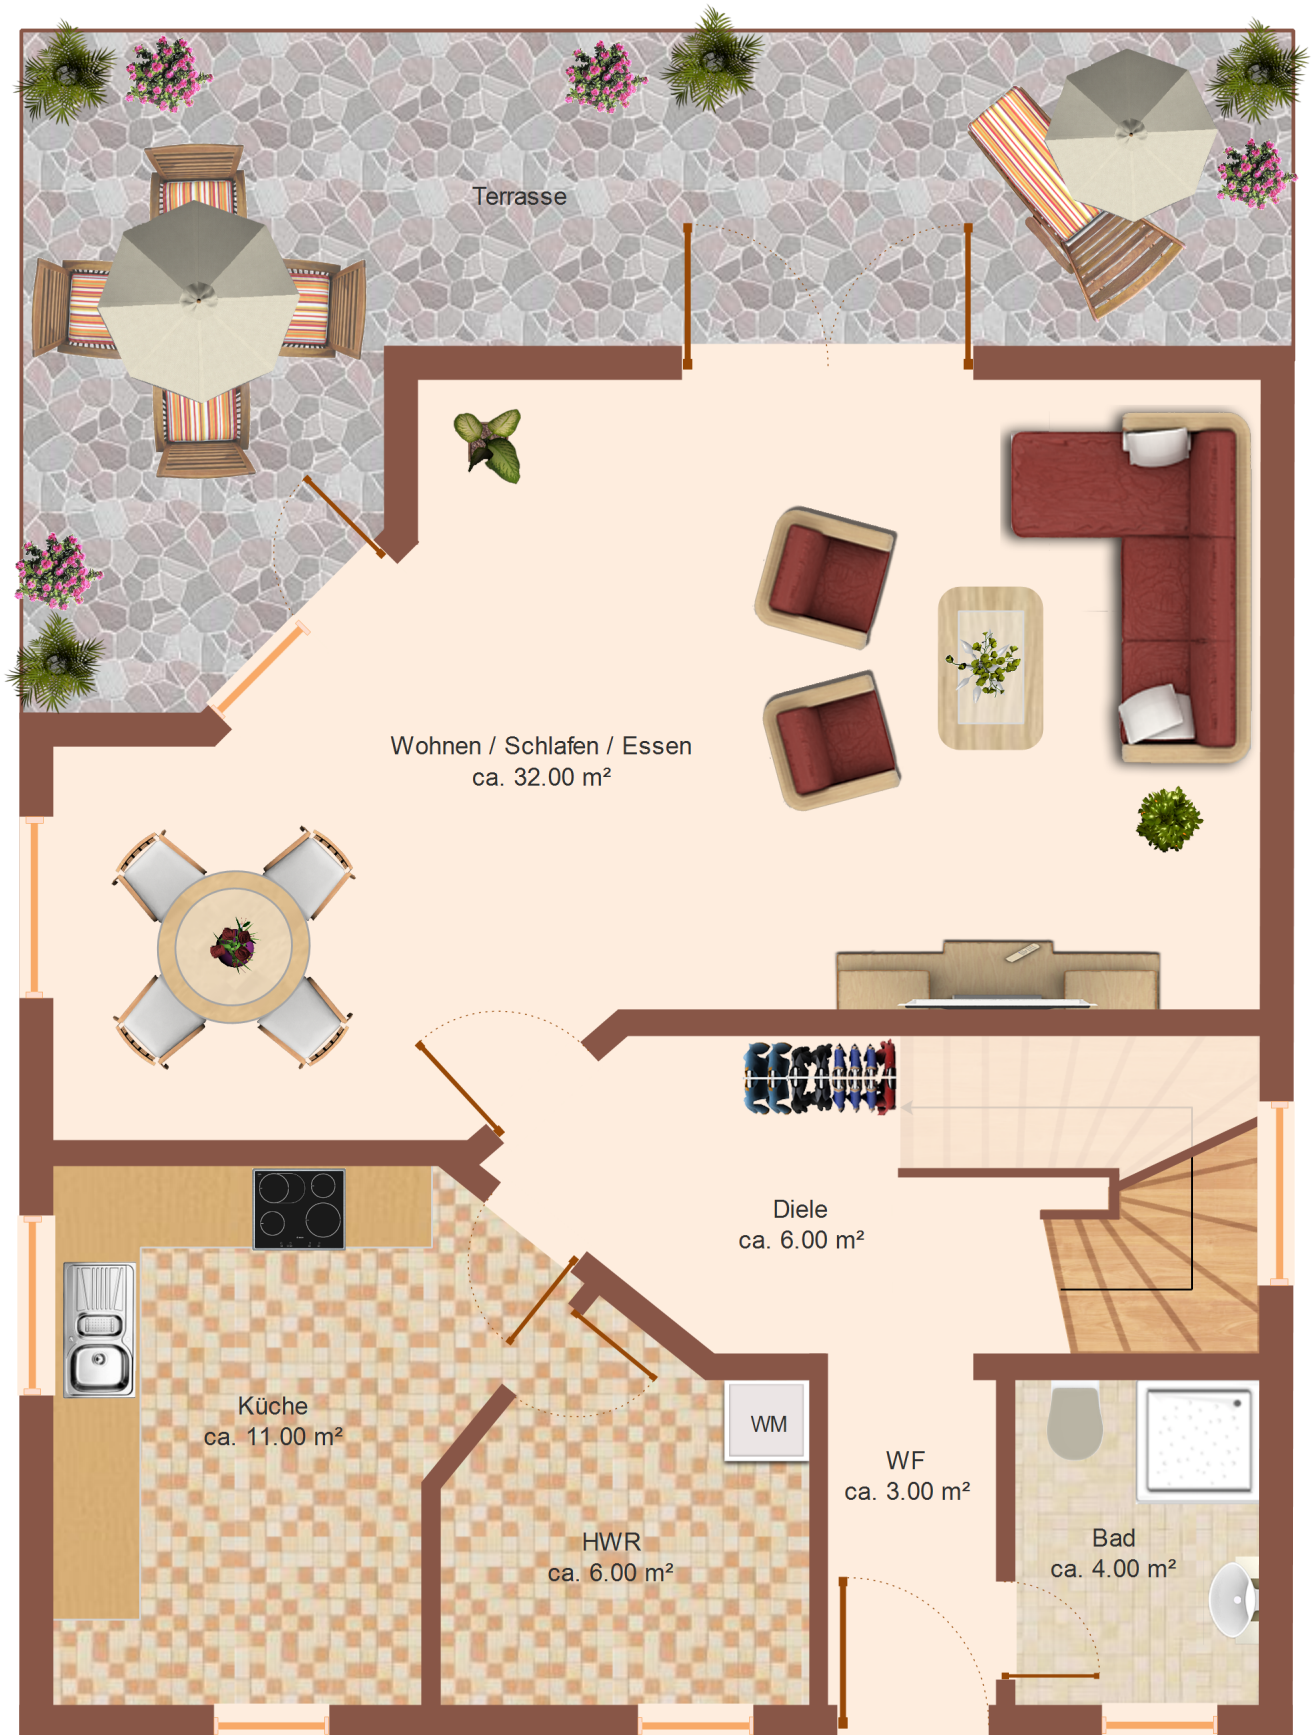 Terrasse
Wohnen / Schlafen / Essen
ca. 32.00 m²
Diele
ca. 6.00 m²
Küche
ca. 11.00 m²
WM
WF
ca. 3.00 m²
HWR
ca. 6.00 m²
Bad
ca. 4.00 m²